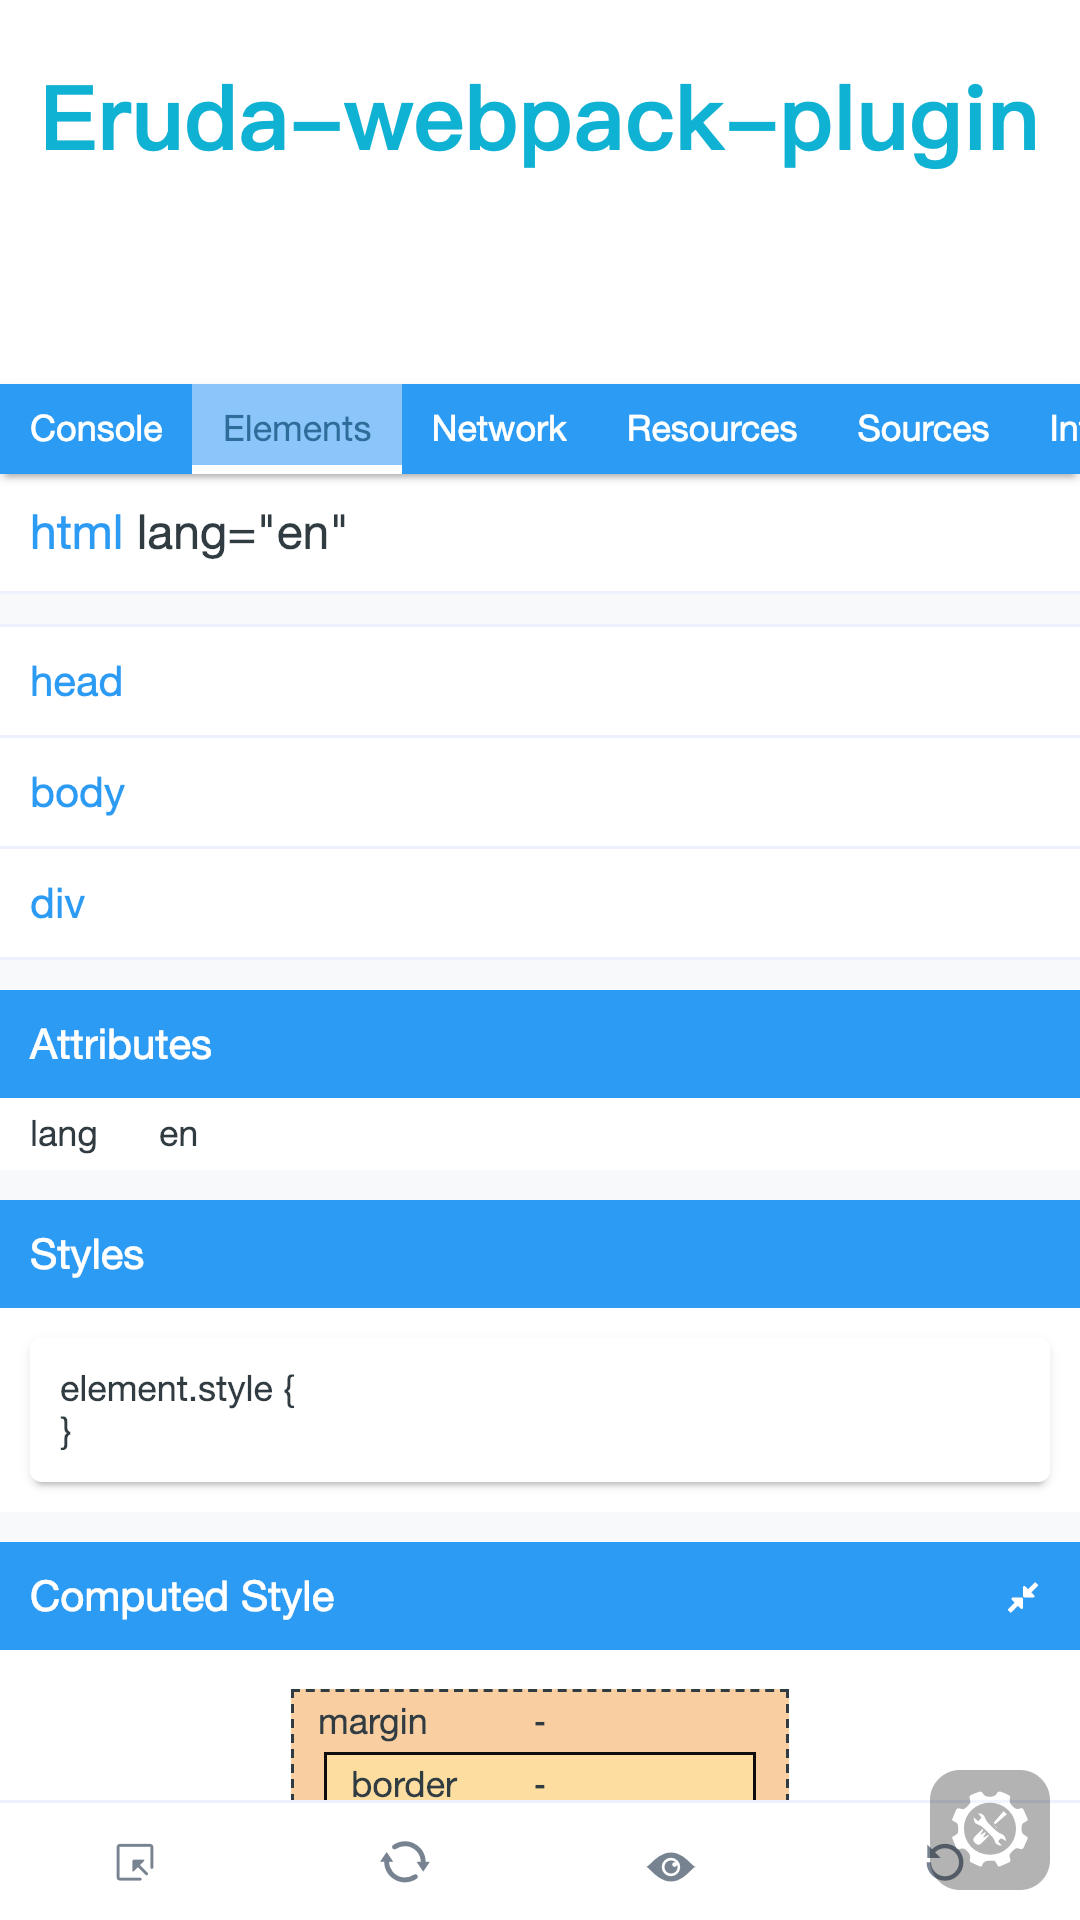 Eruda-webpack-plugin
Console Elements Network Resources Sources In
html lang="en"
head
body
div
Attributes
lang en
Styles
element.style {
}
Computed Style
margin -
border -